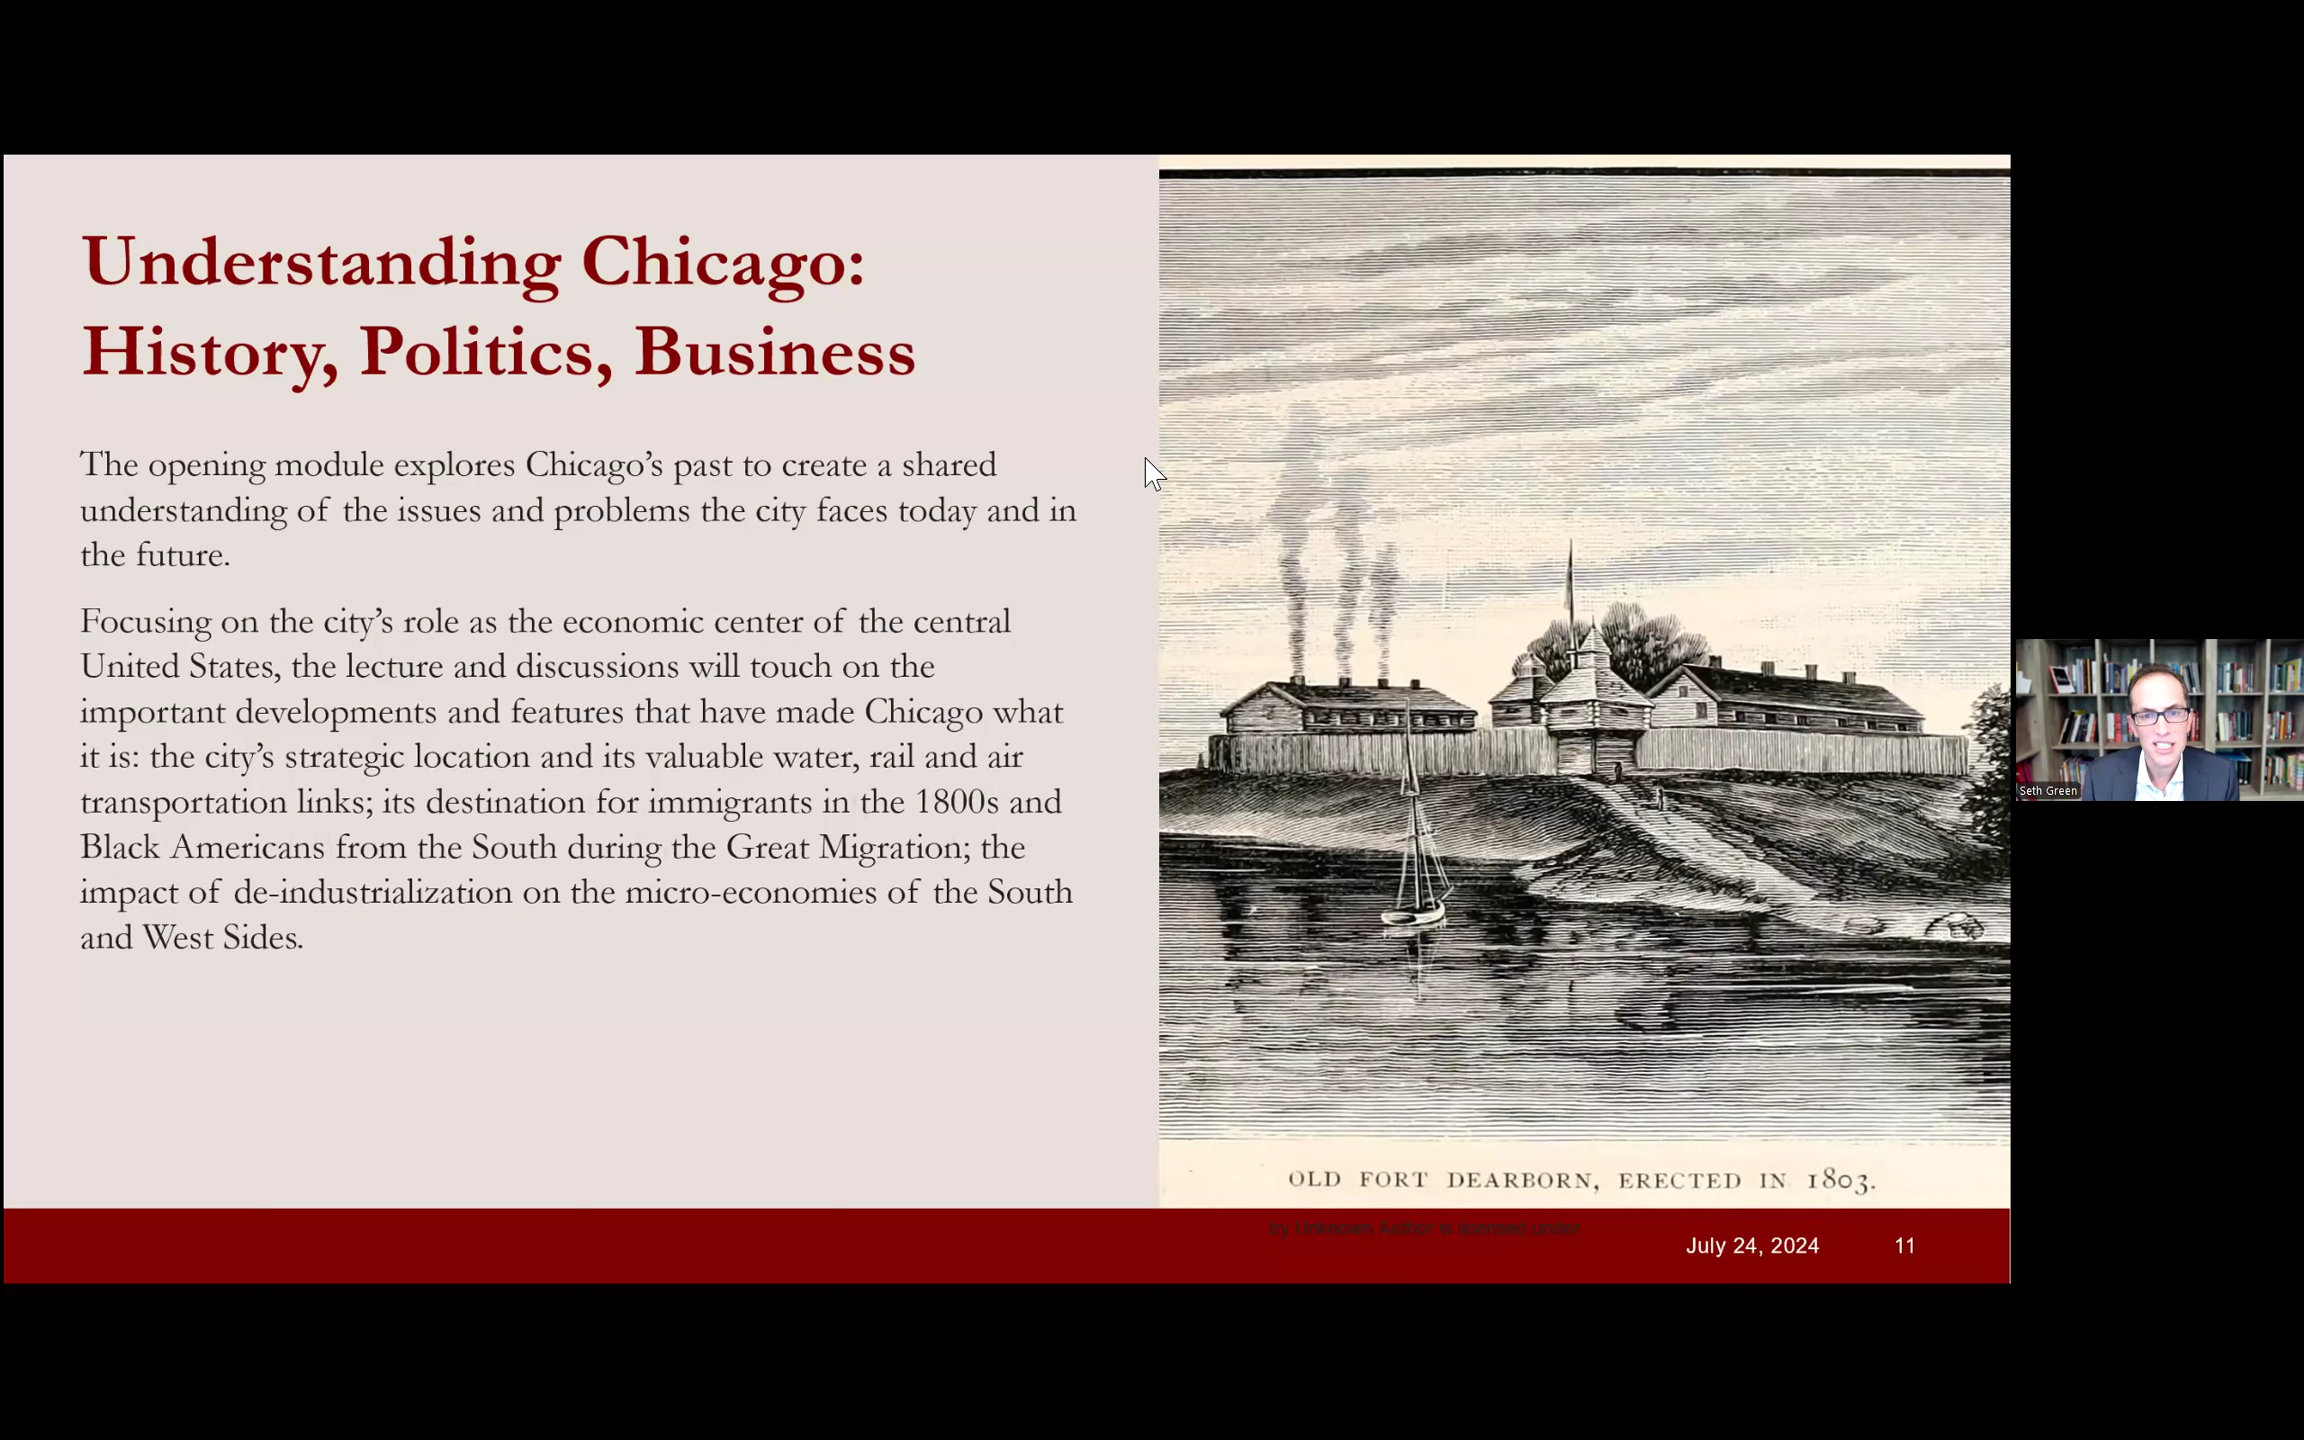 Understanding Chicago:
History, Politics, Business
The opening module explores Chicago’s past to create a shared
understanding of the issues and problems the city faces today and in
the future.
Focusing on the city’s role as the economic center of the central
United States, the lecture and discussions will touch on the
important developments and features that have made Chicago what
it is: the city’s strategic location and its valuable water, rail and air
transportation links; its destination for immigrants in the 1800s and
Black Americans from the South during the Great Migration; the
impact of de-industrialization on the micro-economies of the South
and West Sides.
OLD FORT DEARBORN, ERECTED IN 1803.
by Unknown Author is licensed under
July 24, 2024
11
Seth Green